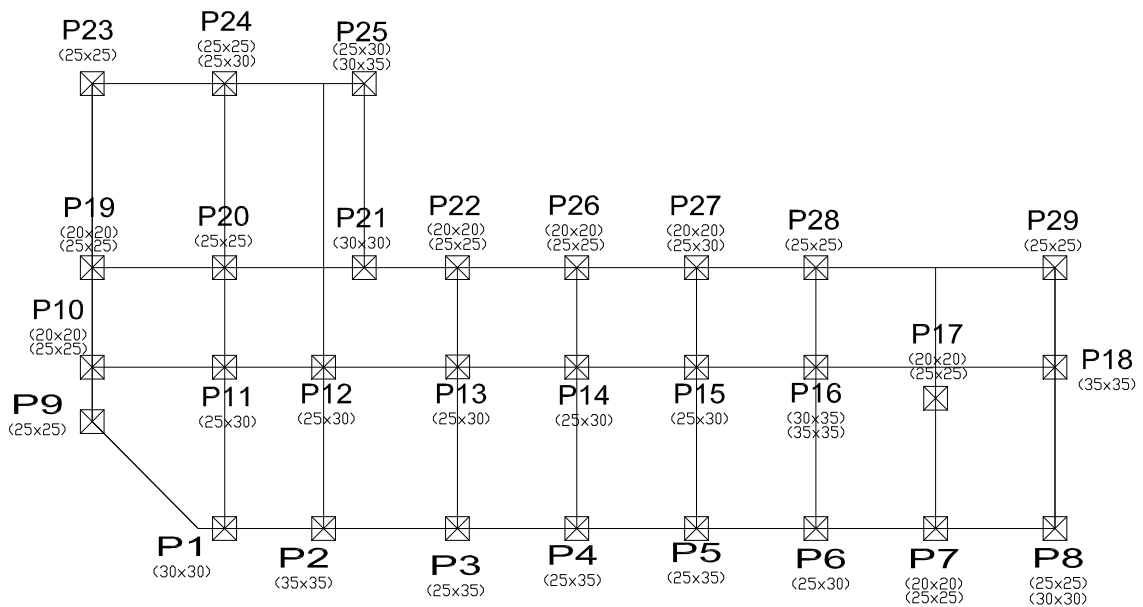 P23
(25x25)
P24
(25x25)
(25x30)
P25
(25x30)
(30x35)
P19
(20x20)
(25x25)
P20
(25x25)
P21
(30x30)
P22
(20x20)
(25x25)
P26
(20x20)
(25x25)
P27
(20x20)
(25x30)
P28
(25x25)
P29
(25x25)
P10
(20x20)
(25x25)
P17
(20x20)
(25x25)
P18
(35x35)
P9
(25x25)
P11
(25x30)
P12
(25x30)
P13
(25x30)
P14
(25x30)
P15
(25x30)
P16
(30x35)
(35x35)
P1
(30x30)
P2
(35x35)
P3
(25x35)
P4
(25x35)
P5
(25x35)
P6
(25x30)
P7
(20x20)
(25x25)
P8
(25x25)
(30x30)